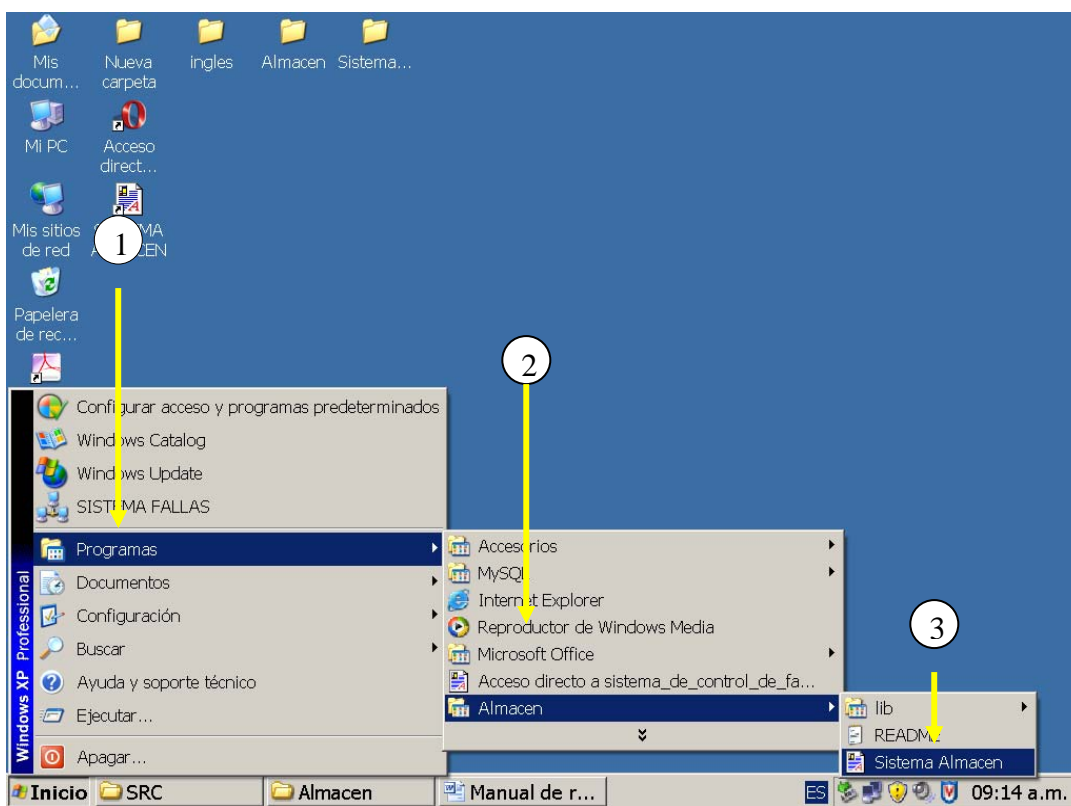 Mis
docum...
Nueva
carpeta
ingles
Almacen
Sistema...
Mi PC
Acceso
direct...
Mis sitios
de red
1
Papelera
de rec...
2
Configurar acceso y programas predeterminados
Windows Catalog
Windows Update
SISTEMA FALLAS
Programas
Documentos
Configuración
Buscar
Ayuda y soporte técnico
Ejecutar...
Apagar...
Windows XP Professional
Accesorios
MySQL
Internet Explorer
Reproductor de Windows Media
Microsoft Office
Acceso directo a sistema_de_control_de_fa...
Almacen
3
lib
README
Sistema Almacen
Inicio
SRC
Almacen
Manual de r...
ES
09:14 a.m.